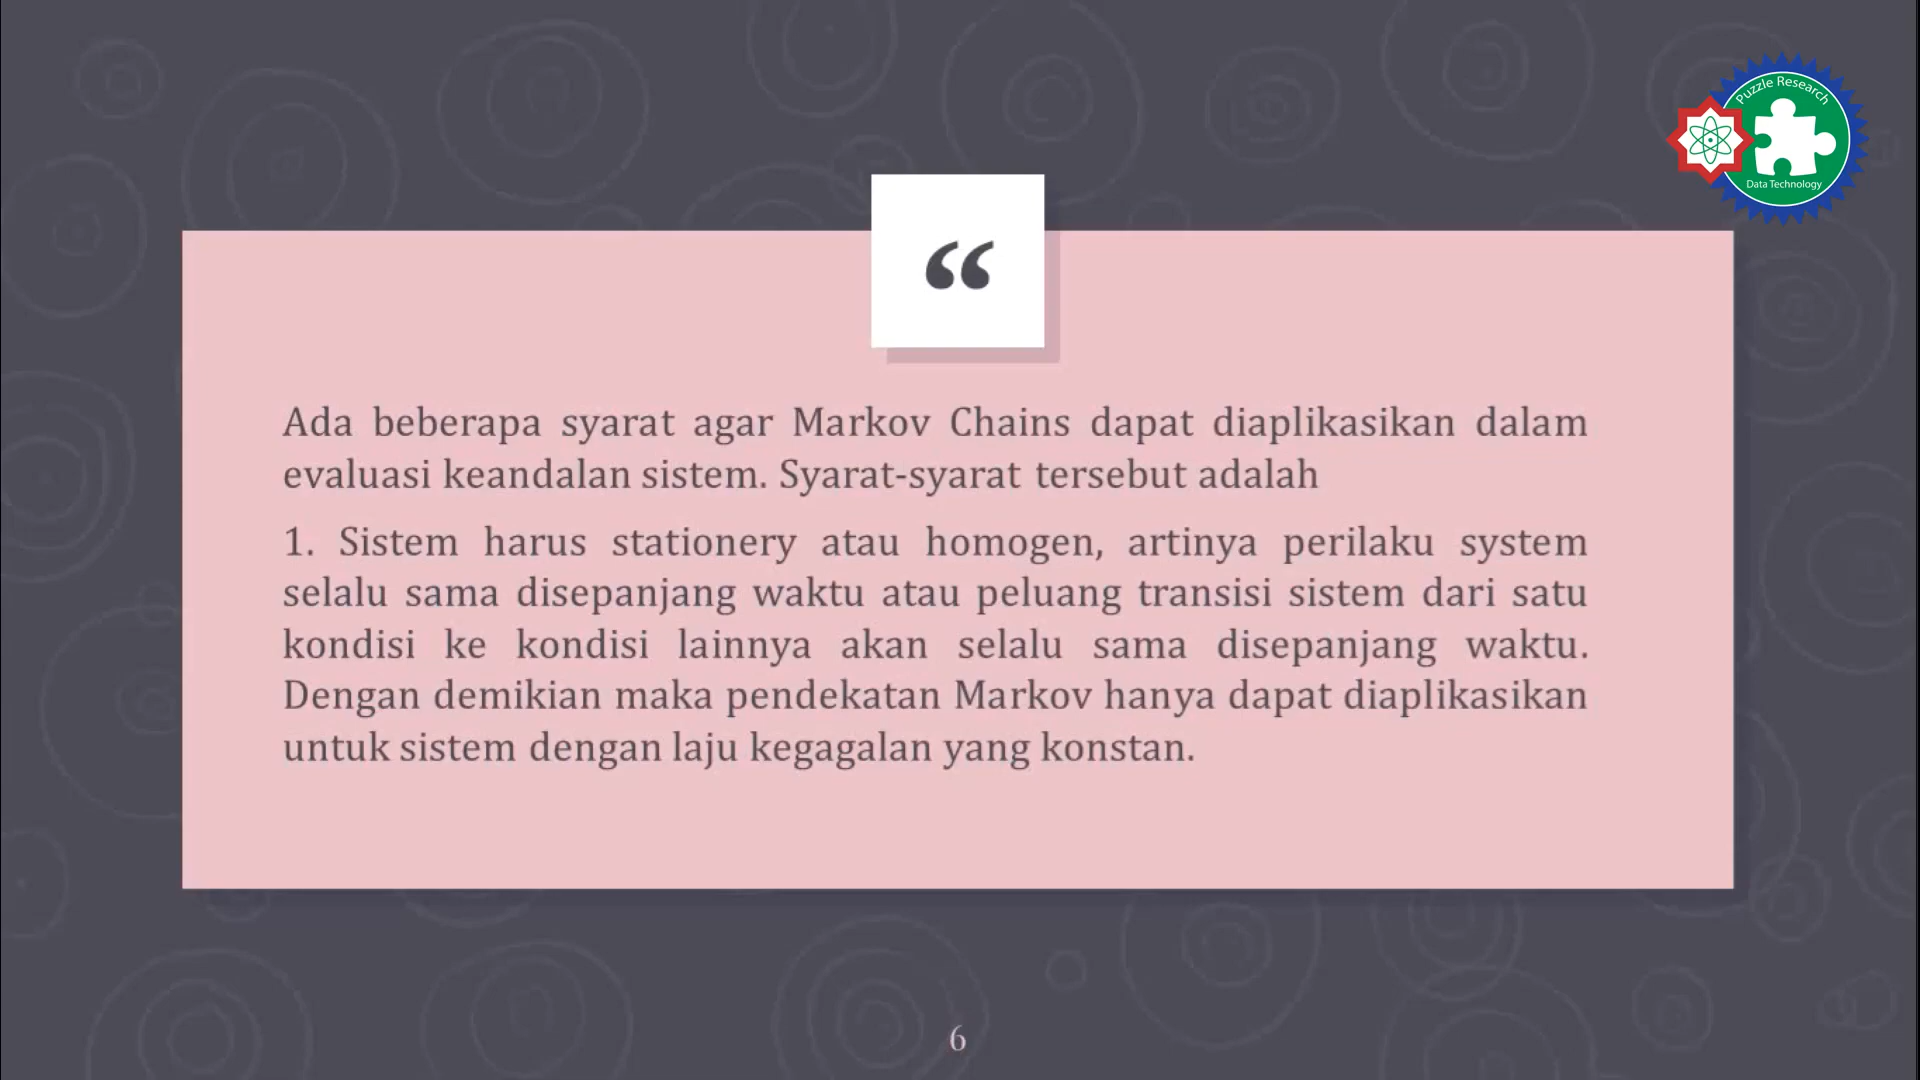 Puzzle Research
Data Technology
“
Ada beberapa syarat agar Markov Chains dapat diaplikasikan dalam
evaluasi keandalan sistem. Syarat-syarat tersebut adalah
1. Sistem harus stationery atau homogen, artinya perilaku system
selalu sama disepanjang waktu atau peluang transisi sistem dari satu
kondisi ke kondisi lainnya akan selalu sama disepanjang waktu.
Dengan demikian maka pendekatan Markov hanya dapat diaplikasikan
untuk sistem dengan laju kegagalan yang konstan.
6